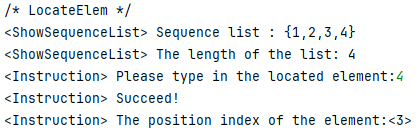 /* LocateElem */
<ShowSequenceList> Sequence list : {1,2,3,4}
<ShowSequenceList> The length of the list: 4
<Instruction> Please type in the located element:4
<Instruction> Succeed!
<Instruction> The position index of the element:<3>